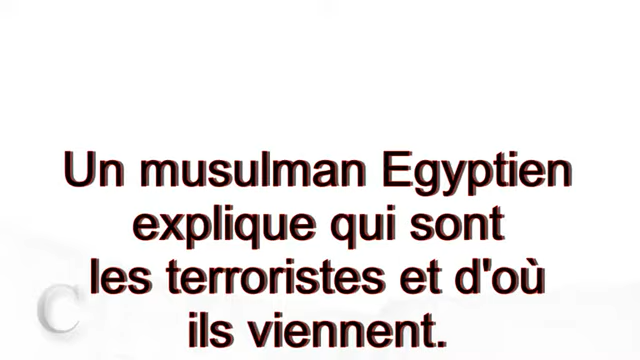 Un musulman Egyptien
explique qui sont
les terroristes et d'où
ils viennent.
C